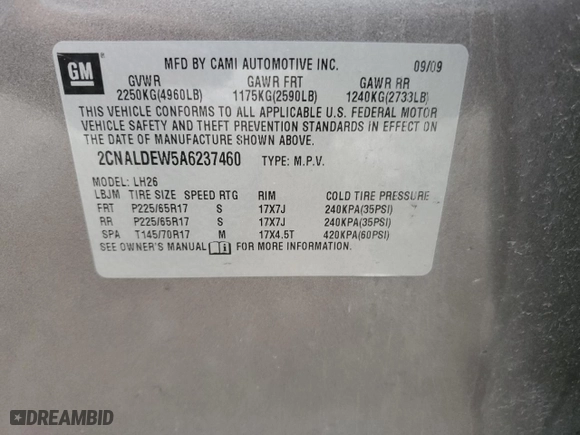 GM
MFD BY CAMI AUTOMOTIVE INC. 09/09
GVWR GAWR FRT GAWR RR
2250KG(4960LB) 1175KG(2590LB) 1240KG(2733LB)
THIS VEHICLE CONFORMS TO ALL APPLICABLE U.S. FEDERAL MOTOR
VEHICLE SAFETY AND THEFT PREVENTION STANDARDS IN EFFECT ON
THE DATE OF MANUFACTURE SHOWN ABOVE.
2CNALDEW5A6237460 TYPE: M.P.V.
MODEL: LH26
LBJM TIRE SIZE SPEED RTG RIM COLD TIRE PRESSURE
FRT P225/65R17 S 17X7J 240KPA(35PSI)
RR P225/65R17 S 17X7J 240KPA(35PSI)
SPA T145/70R17 M 17X4.5T 420KPA(60PSI)
SEE OWNER'S MANUAL FOR MORE INFORMATION.
DREAMBID